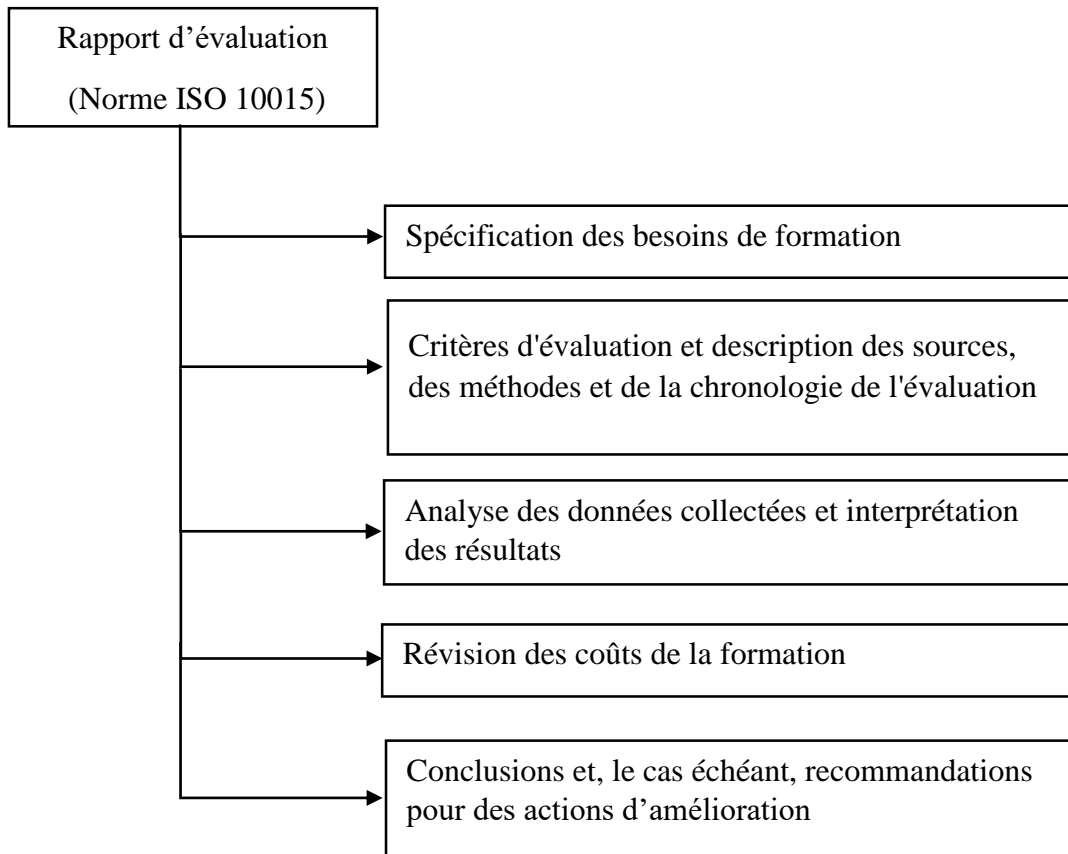 Rapport d’évaluation
(Norme ISO 10015)
Spécification des besoins de formation
Critères d'évaluation et description des sources,
des méthodes et de la chronologie de l'évaluation
Analyse des données collectées et interprétation
des résultats
Révision des coûts de la formation
Conclusions et, le cas échéant, recommandations
pour des actions d’amélioration